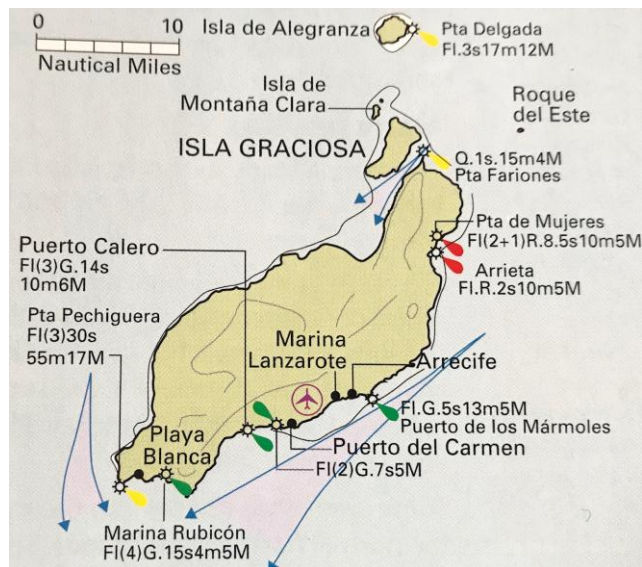 0 10
Nautical Miles
Isla de Alegranza
Pta Delgada
Fl.3s17m12M
Isla de
Montaña Clara
Roque
del Este
ISLA GRACIOSA
Q.1s.15m4M
Pta Fariones
Pta de Mujeres
Fl(2+1)R.8.5s10m5M
Arrieta
Fl.R.2s10m5M
Puerto Calero
Fl(3)G.14s
10m6M
Pta Pechiguera
Fl(3)30s
55m17M
Marina
Lanzarote
Arrecife
Fl.G.5s13m5M
Puerto de los Mármoles
Playa
Blanca
Puerto del Carmen
Fl(2)G.7s5M
Marina Rubicón
Fl(4)G.15s4m5M